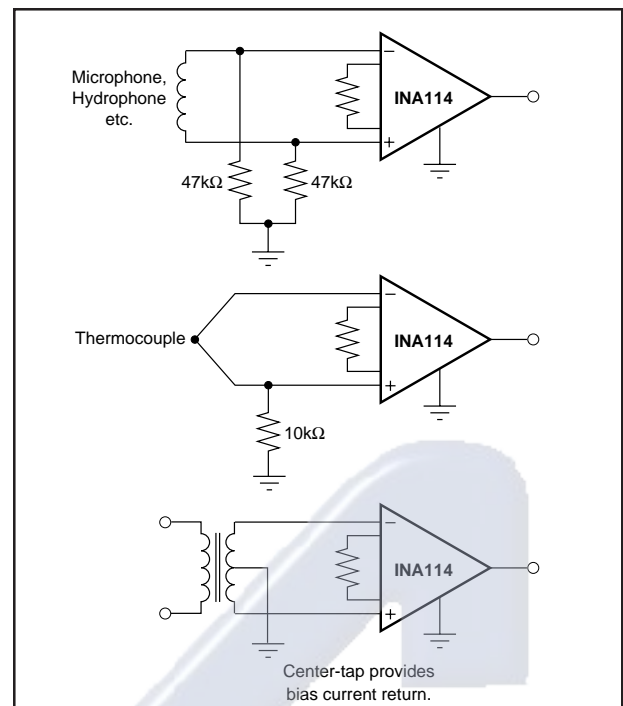 Microphone,
Hydrophone
etc.
−
INA114
+
47kΩ
47kΩ
−
Thermocouple
INA114
+
10kΩ
−
INA114
+
Center-tap provides
bias current return.